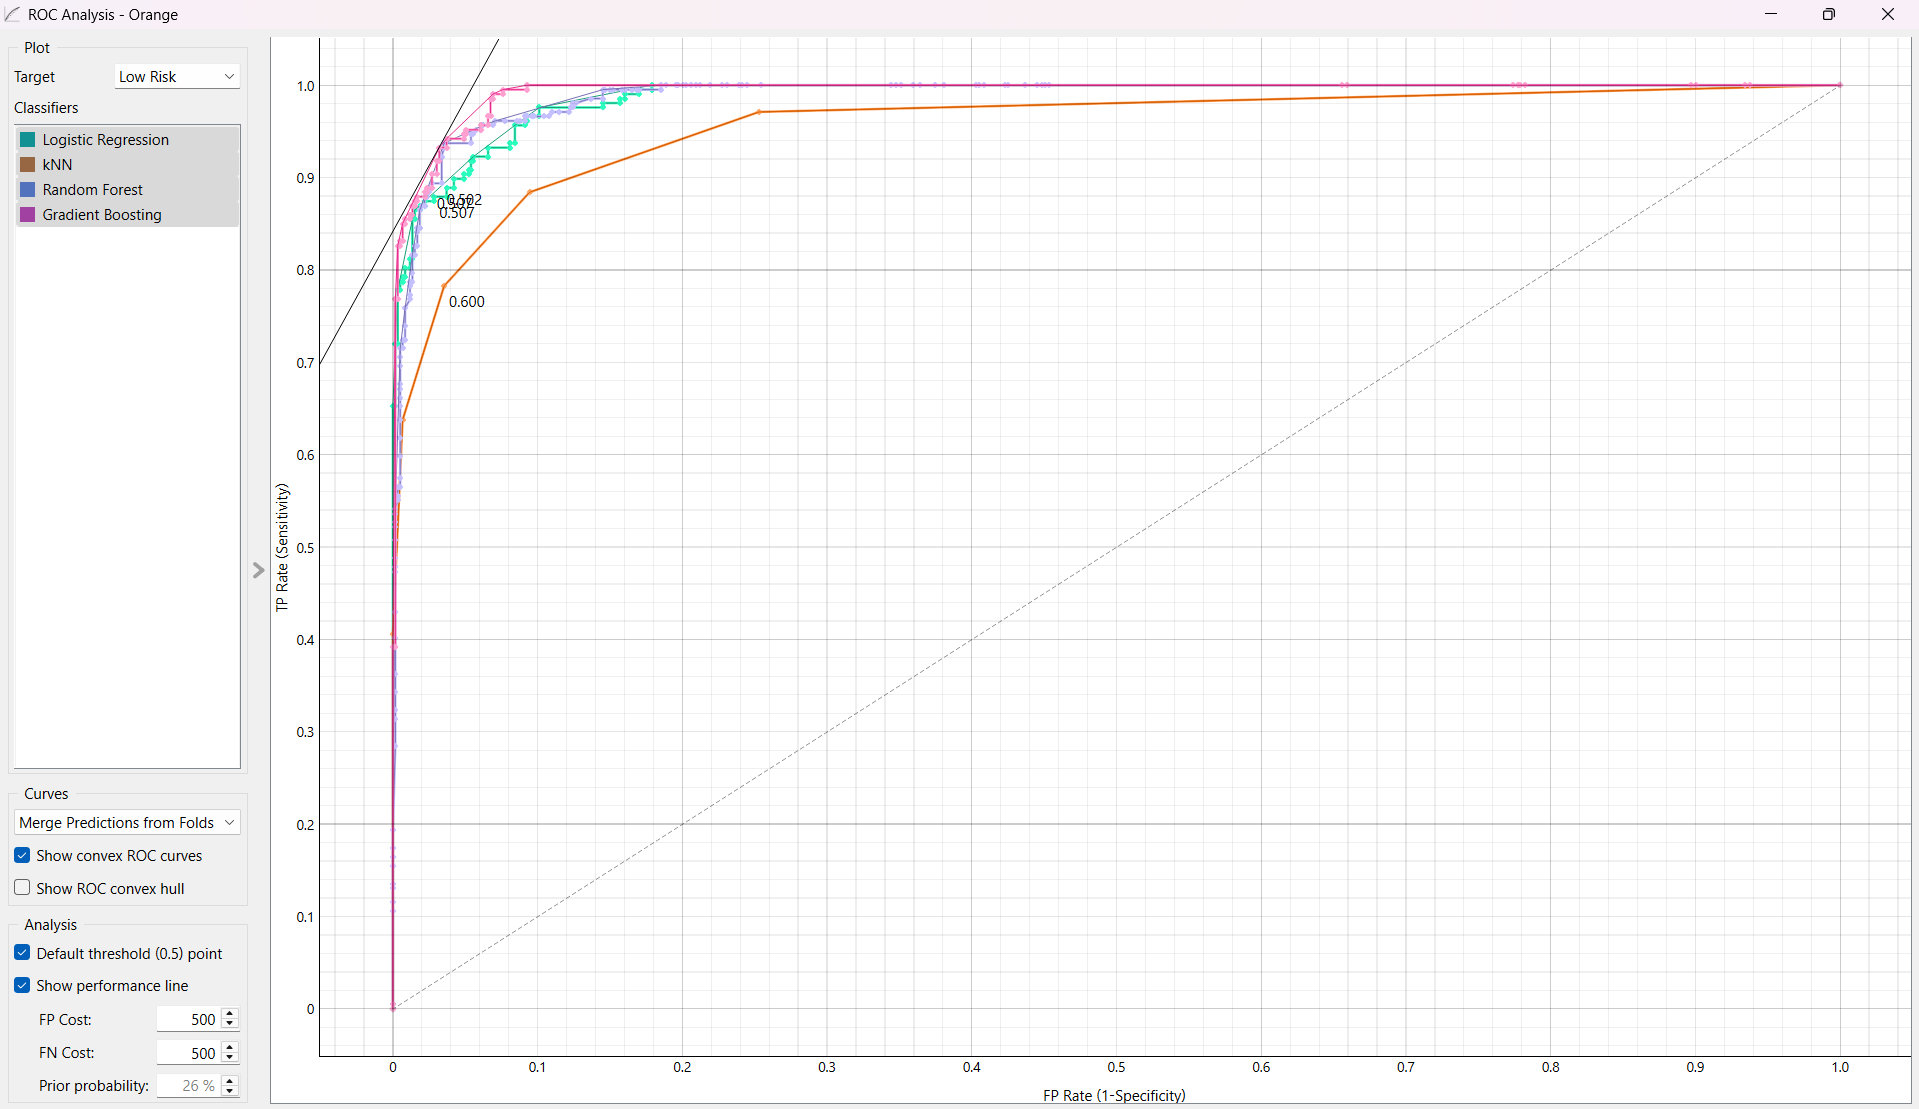 ROC Analysis - Orange
Plot
Target
Low Risk
Classifiers
Logistic Regression
kNN
Random Forest
Gradient Boosting
Curves
Merge Predictions from Folds
Show convex ROC curves
Show ROC convex hull
Analysis
Default threshold (0.5) point
Show performance line
FP Cost:
500
FN Cost:
500
Prior probability:
26 %
TP Rate (Sensitivity)
1.0
0.9
0.8
0.7
0.6
0.5
0.4
0.3
0.2
0.1
0
0.502
0.507
0.600
0
0.1
0.2
0.3
0.4
0.5
0.6
0.7
0.8
0.9
1.0
FP Rate (1-Specificity)